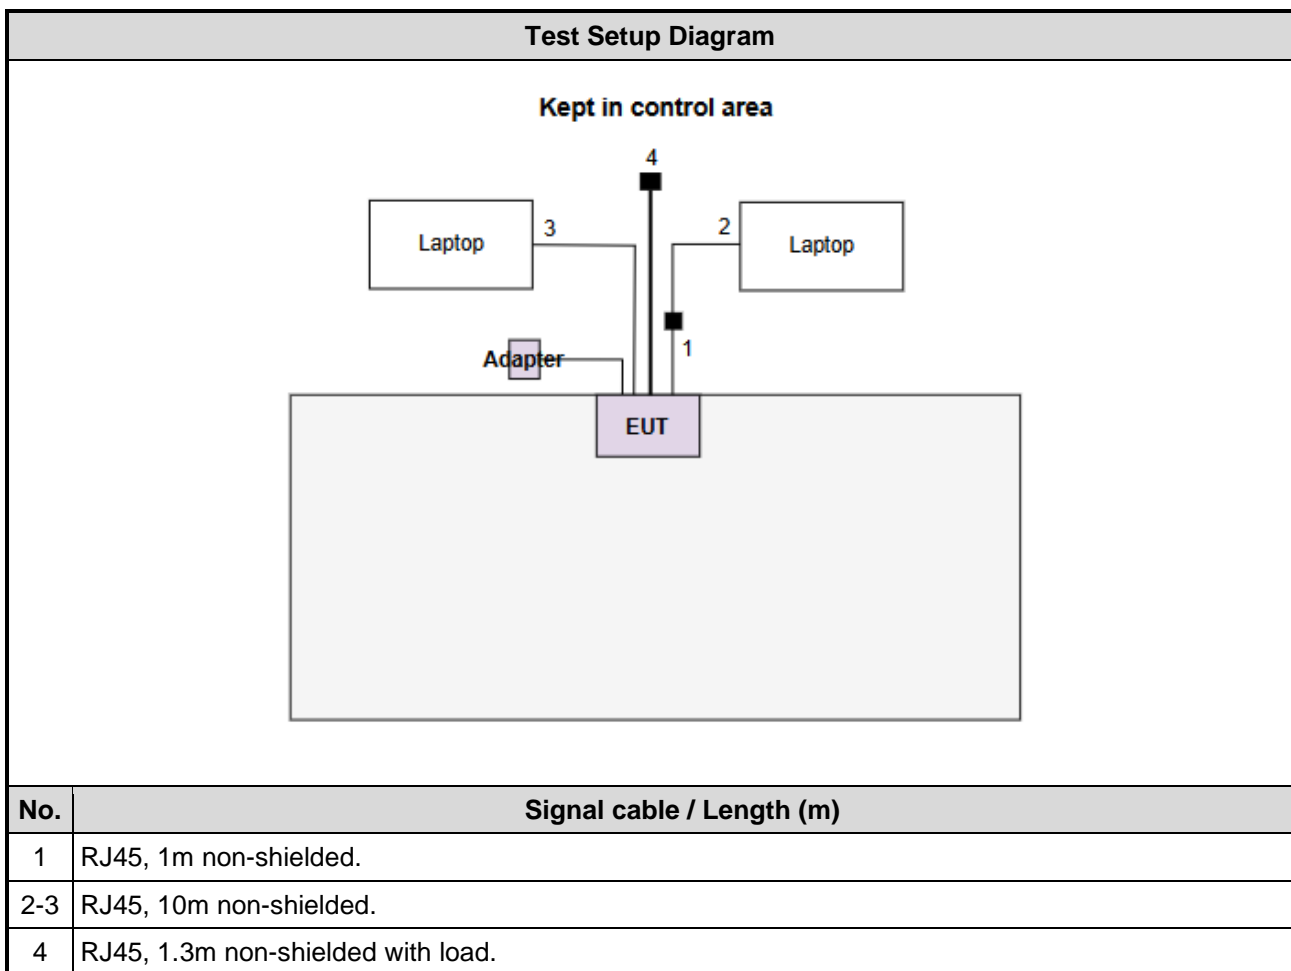 Test Setup Diagram
Kept in control area
4
Laptop
3
2
Laptop
1
Adapter
EUT
No. Signal cable / Length (m)
1 RJ45, 1m non-shielded.
2-3 RJ45, 10m non-shielded.
4 RJ45, 1.3m non-shielded with load.